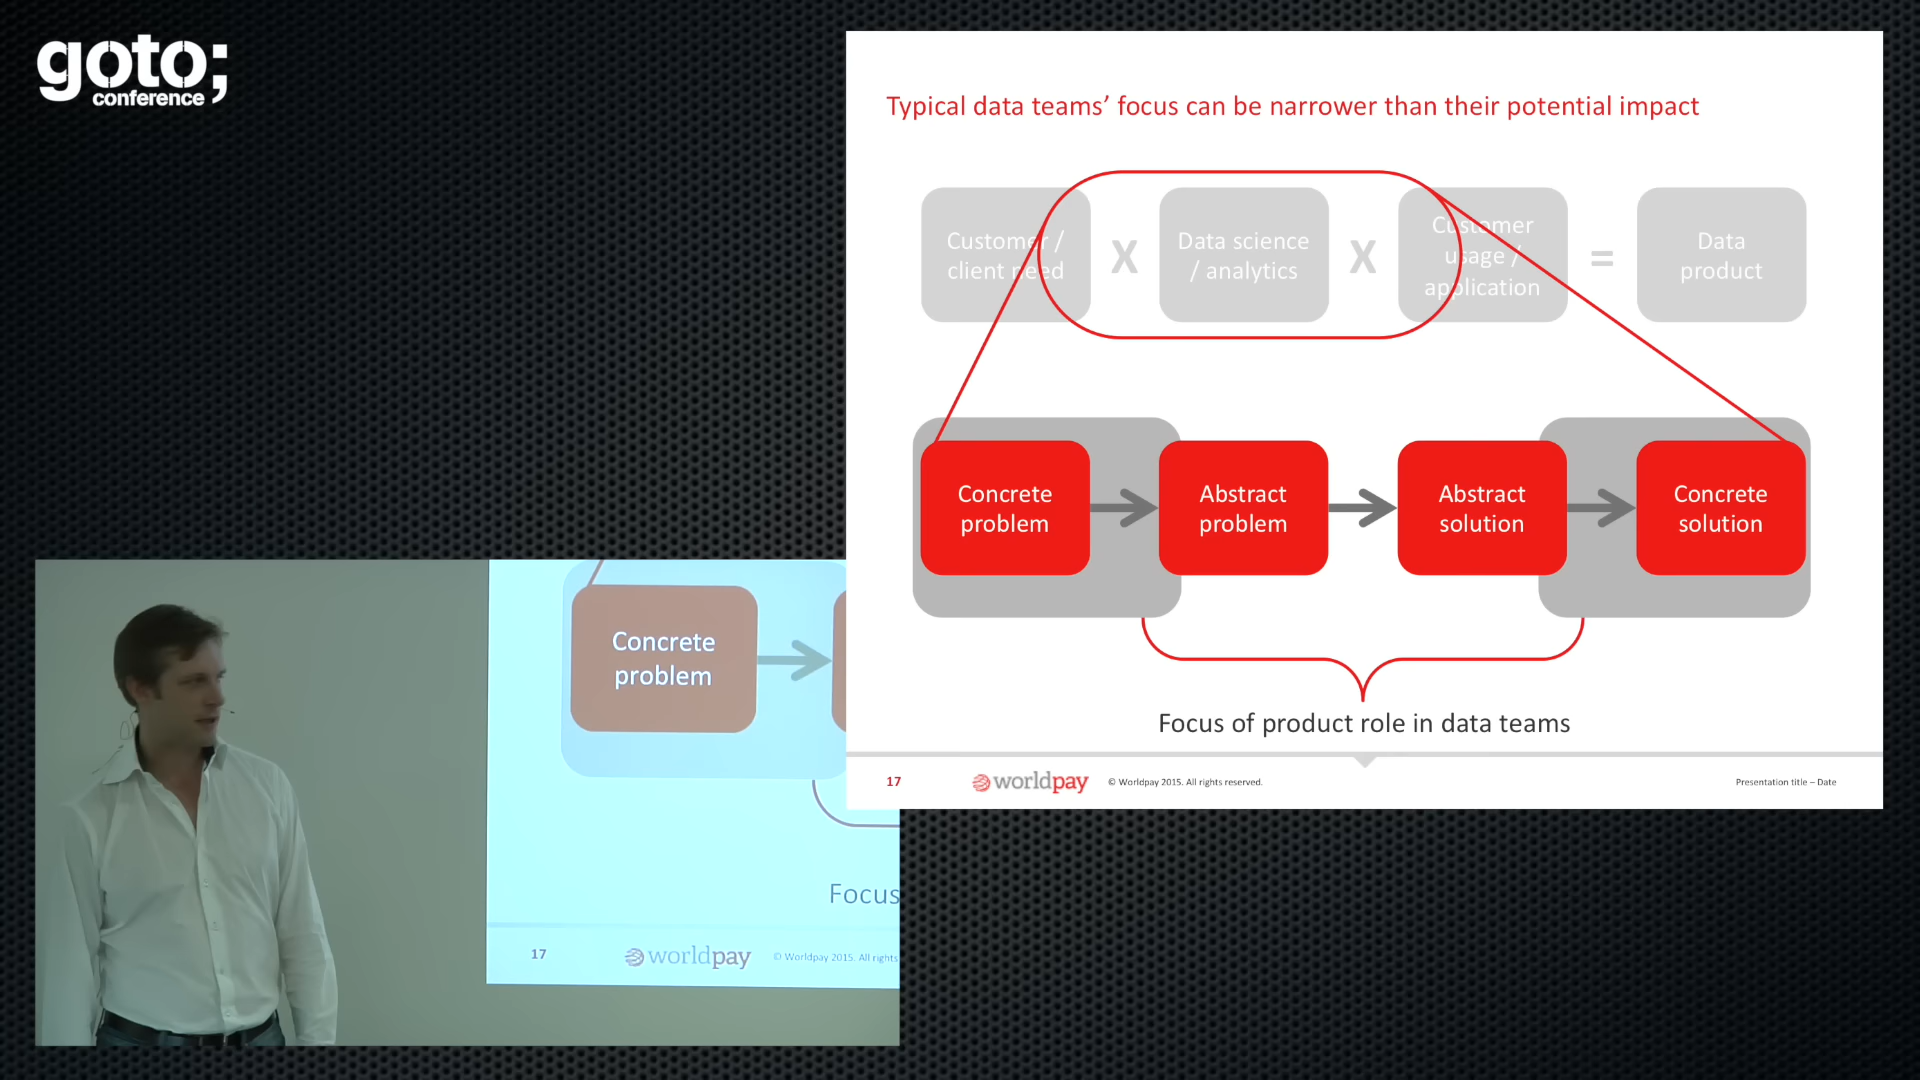 goto;
conference
Typical data teams’ focus can be narrower than their potential impact
Customer /
client need
X
Data science
/ analytics
X
Customer
usage /
application
=
Data
product
Concrete
problem
Abstract
problem
Abstract
solution
Concrete
solution
Focus of product role in data teams
17
worldpay
© Worldpay 2015. All rights reserved.
Presentation title – Date
Concrete
problem
Focus
17
worldpay
© Worldpay 2015. All rights